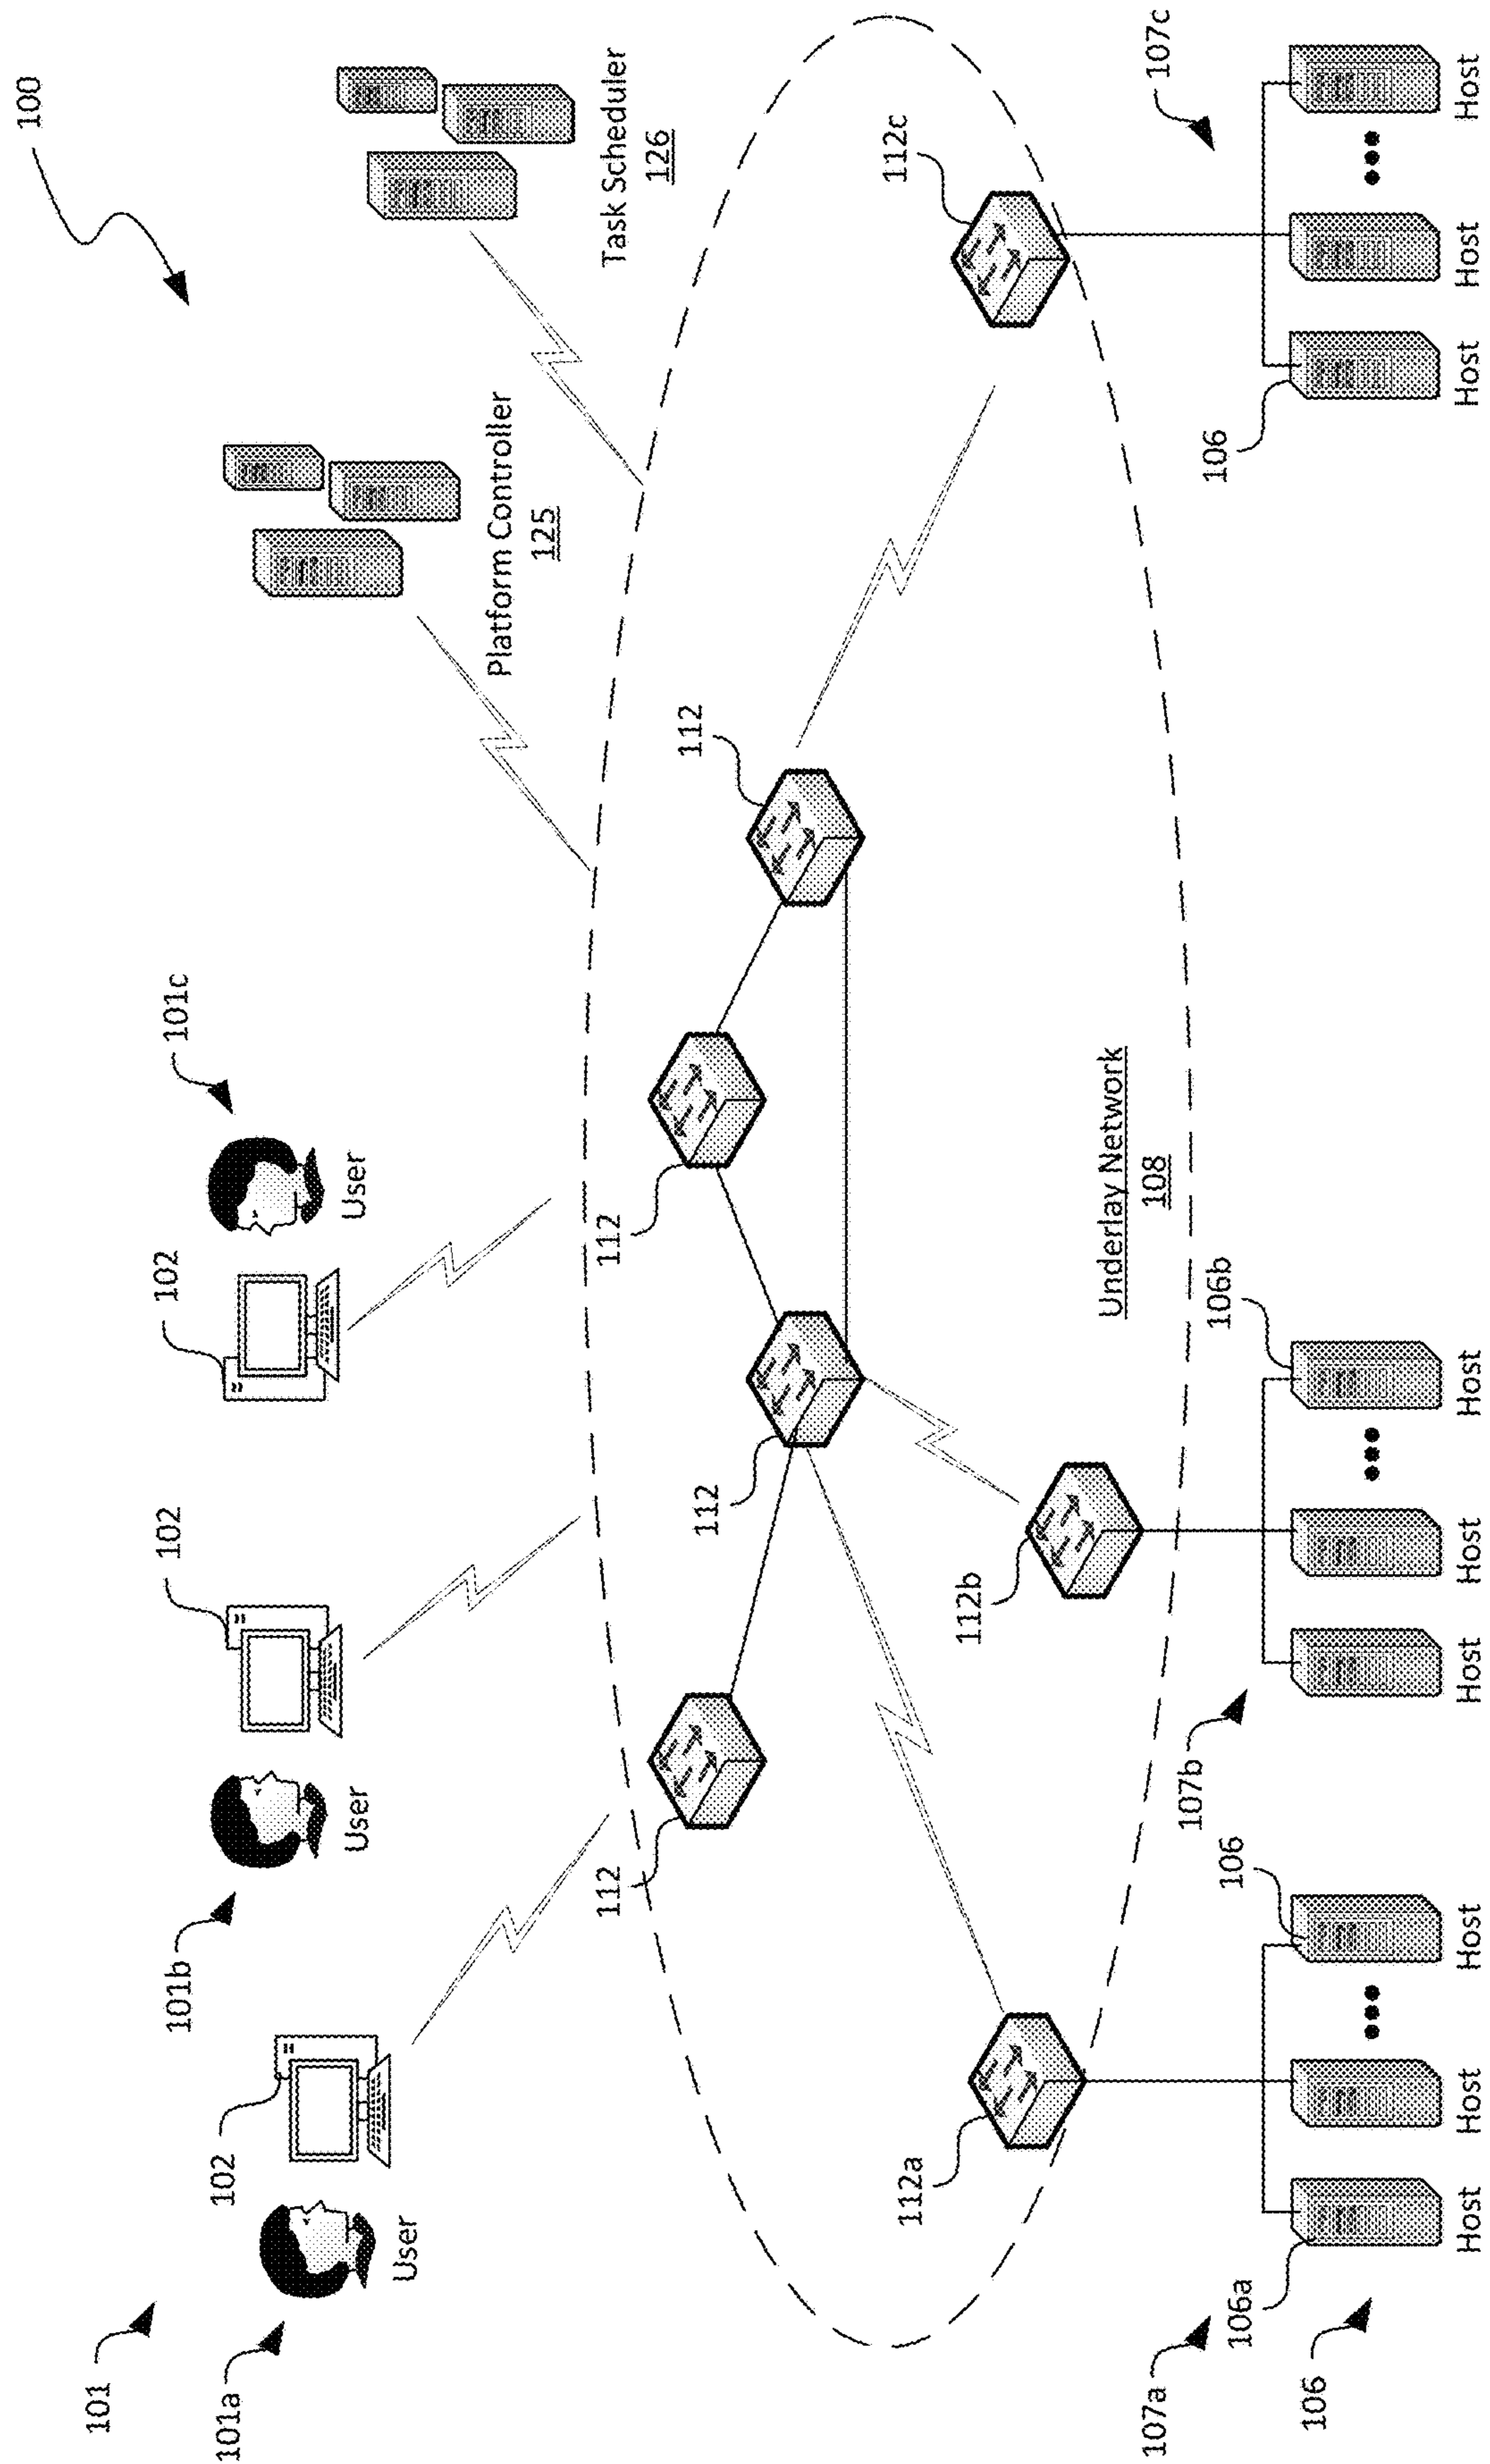 100
101
101a
102
User
101b
102
User
102
101c
User
Platform Controller
125
Task Scheduler
126
112
112
112
112
112a
112b
112c
Underlay Network
108
107a
106a
106
106
Host
Host
Host
107b
106b
Host
Host
Host
107c
106
Host
Host
Host